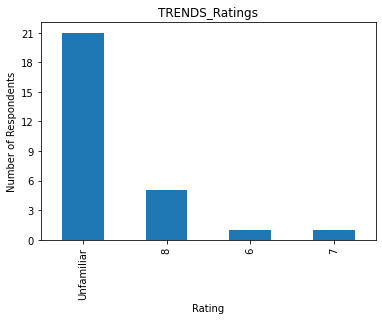 TRENDS_Ratings
Number of Respondents
21
18
15
12
9
6
3
0
Unfamiliar
8
6
7
Rating